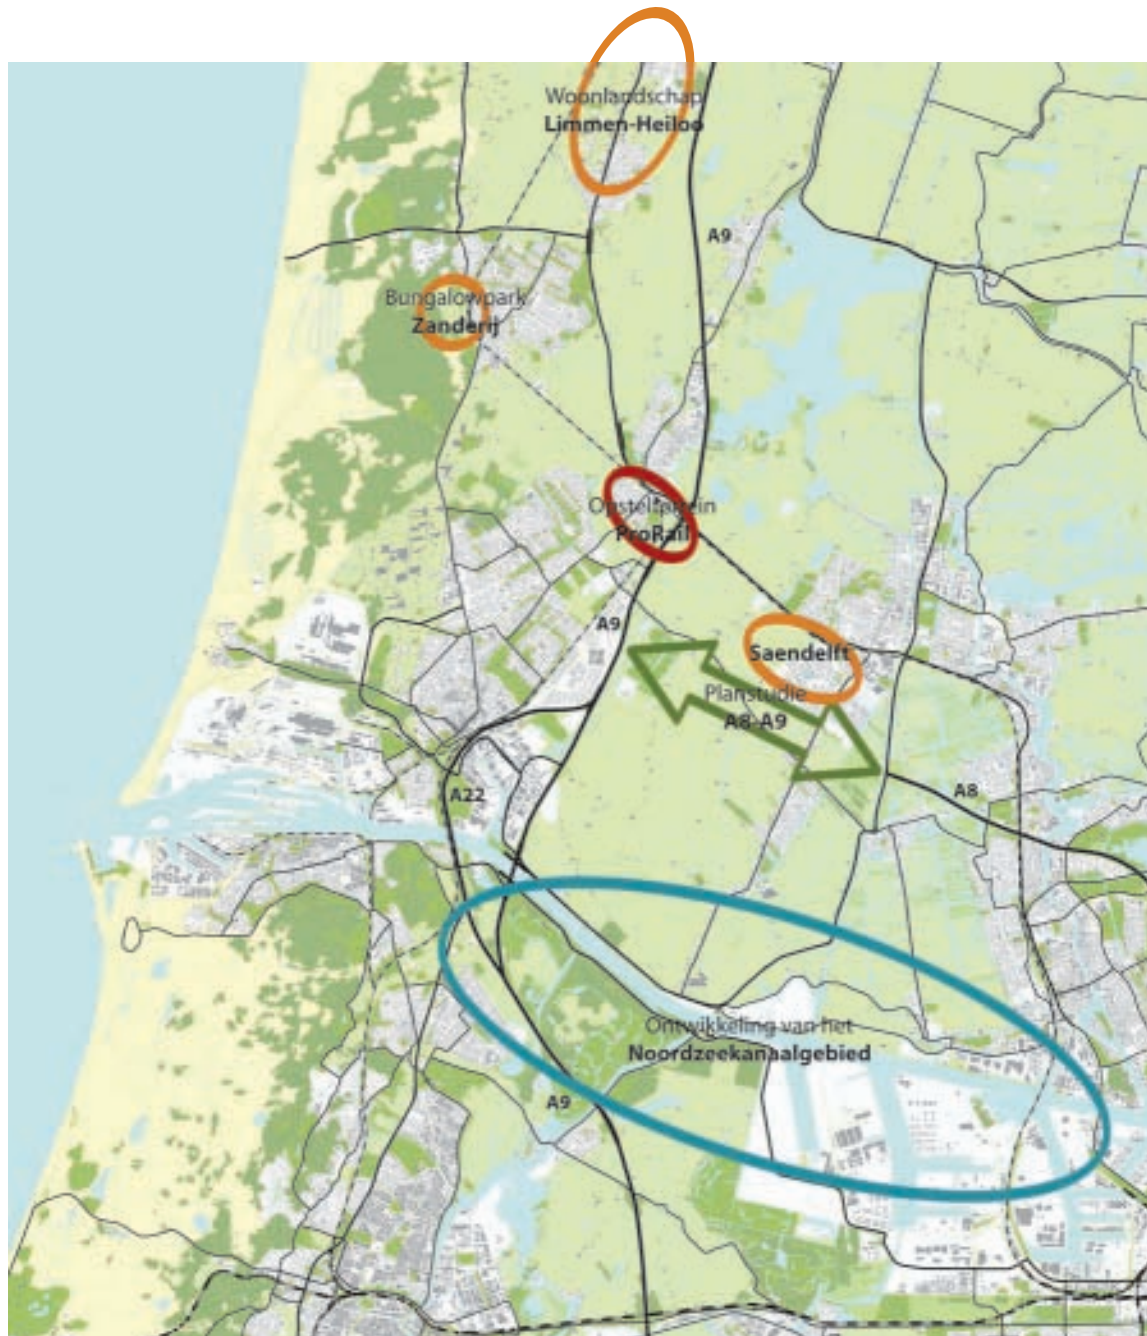 Woonlandschap
Limmen-Heiloo
A9
Bungalowpark
Zanderij
Opstelterrein
ProRail
A9
Saendelft
Planstudie
A8-A9
A22
A8
Ontwikkeling van het
Noordzeekanaalgebied
A9